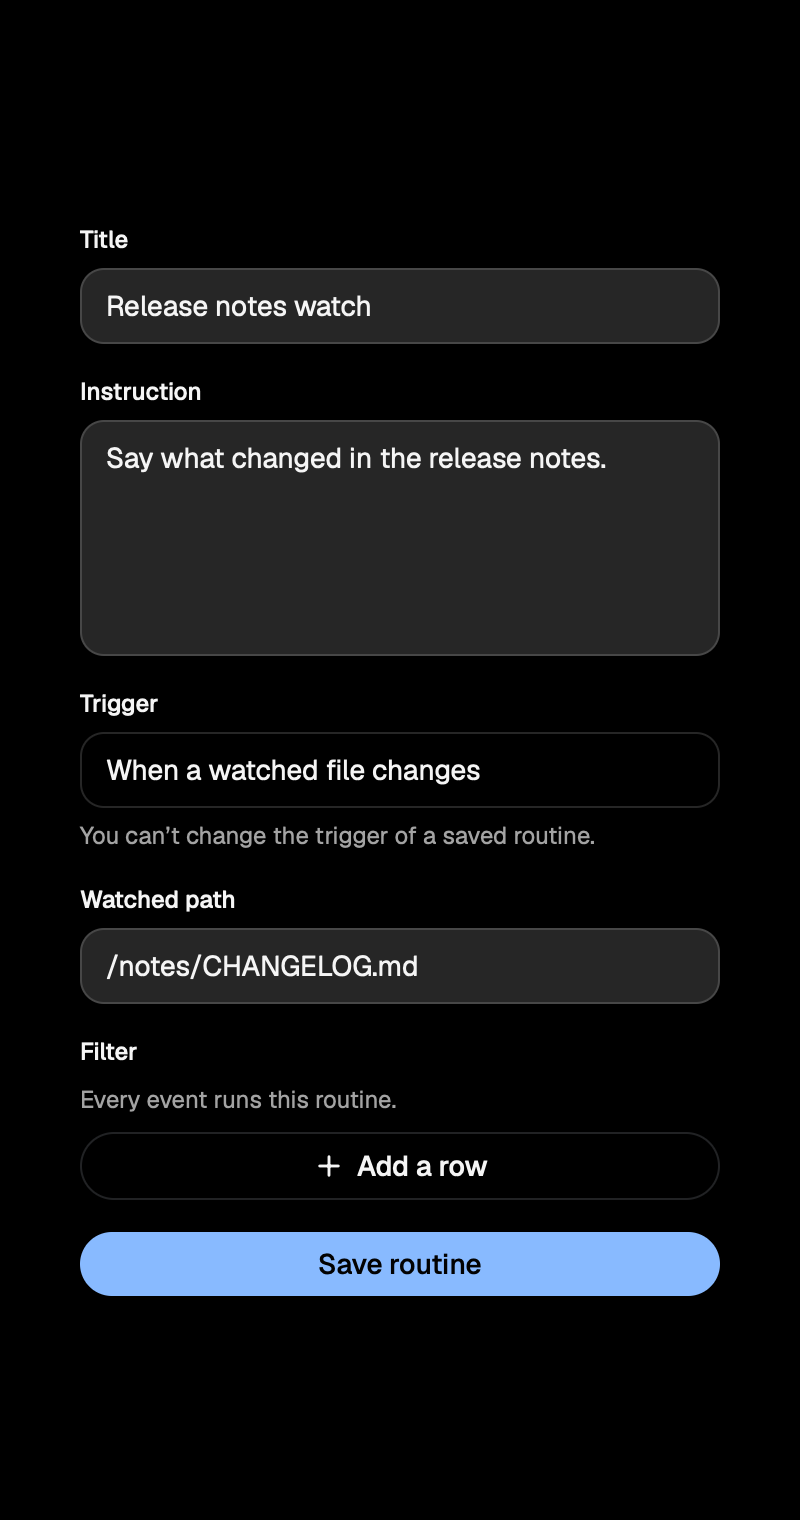 Title
Release notes watch
Instruction
Say what changed in the release notes.
Trigger
When a watched file changes
You can’t change the trigger of a saved routine.
Watched path
/notes/CHANGELOG.md
Filter
Every event runs this routine.
Add a row
Save routine